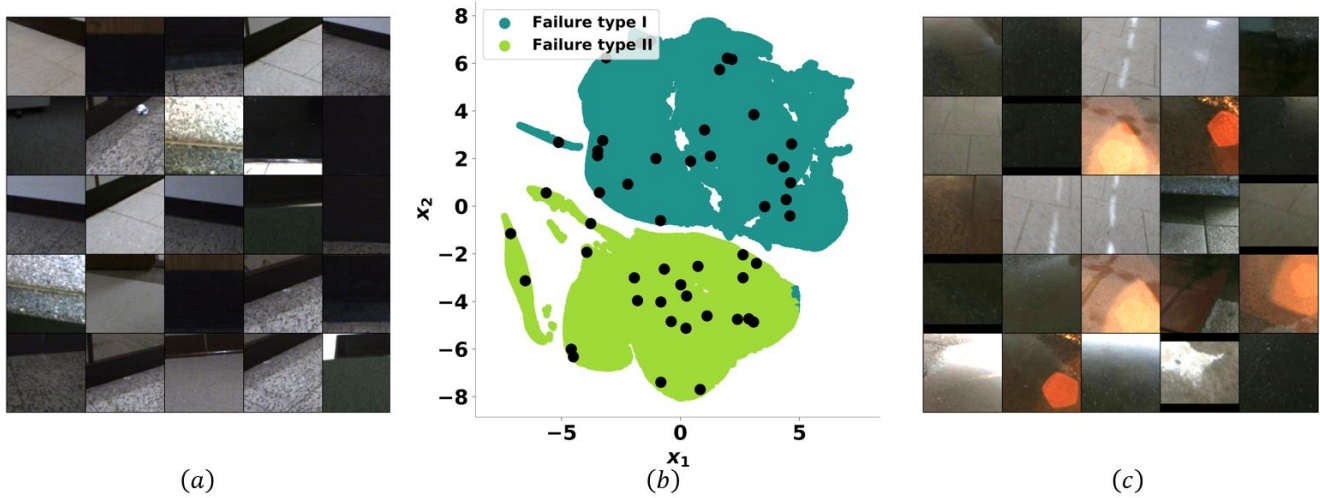 8
Failure type I
Failure type II
6
4
2
0
−2
−4
−6
−8
x₂
−5
0
5
x₁
(a)
(b)
(c)